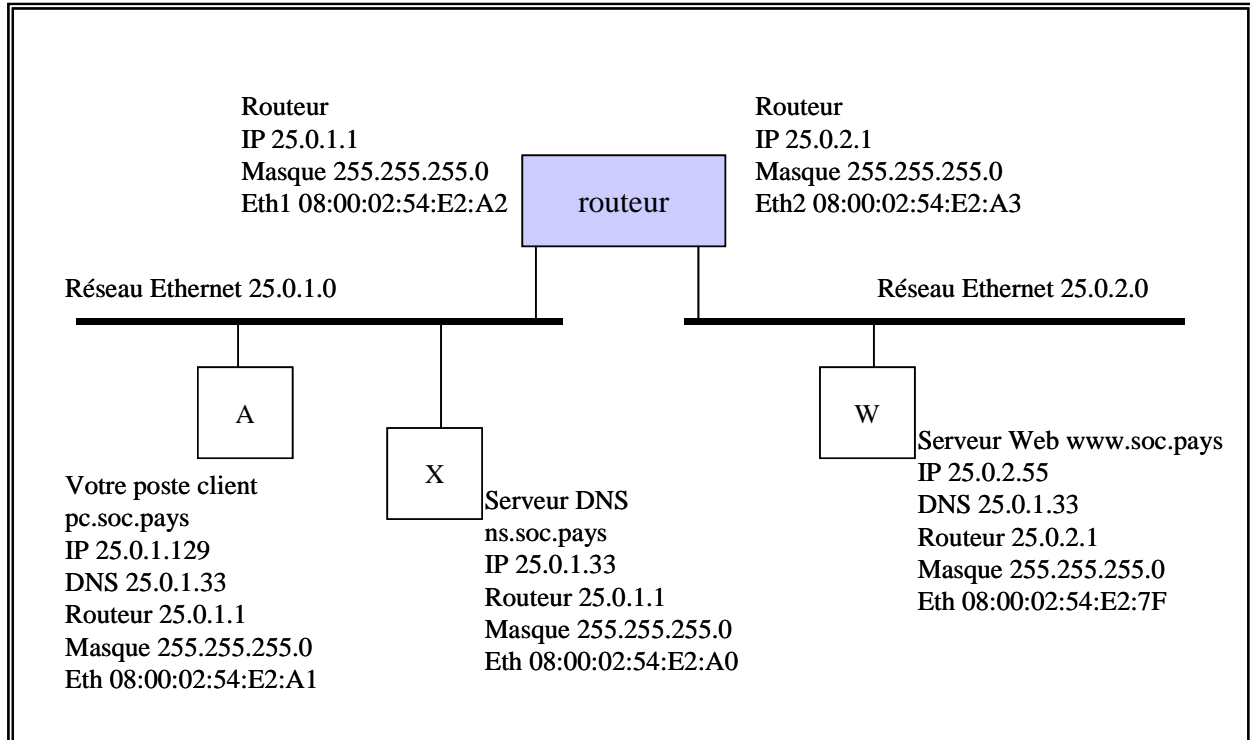 Routeur
IP 25.0.1.1
Masque 255.255.255.0
Eth1 08:00:02:54:E2:A2
routeur
Routeur
IP 25.0.2.1
Masque 255.255.255.0
Eth2 08:00:02:54:E2:A3
Réseau Ethernet 25.0.1.0
Réseau Ethernet 25.0.2.0
A
Votre poste client
pc.soc.pays
IP 25.0.1.129
DNS 25.0.1.33
Routeur 25.0.1.1
Masque 255.255.255.0
Eth 08:00:02:54:E2:A1
X
Serveur DNS
ns.soc.pays
IP 25.0.1.33
Routeur 25.0.1.1
Masque 255.255.255.0
Eth 08:00:02:54:E2:A0
W
Serveur Web www.soc.pays
IP 25.0.2.55
DNS 25.0.1.33
Routeur 25.0.2.1
Masque 255.255.255.0
Eth 08:00:02:54:E2:7F